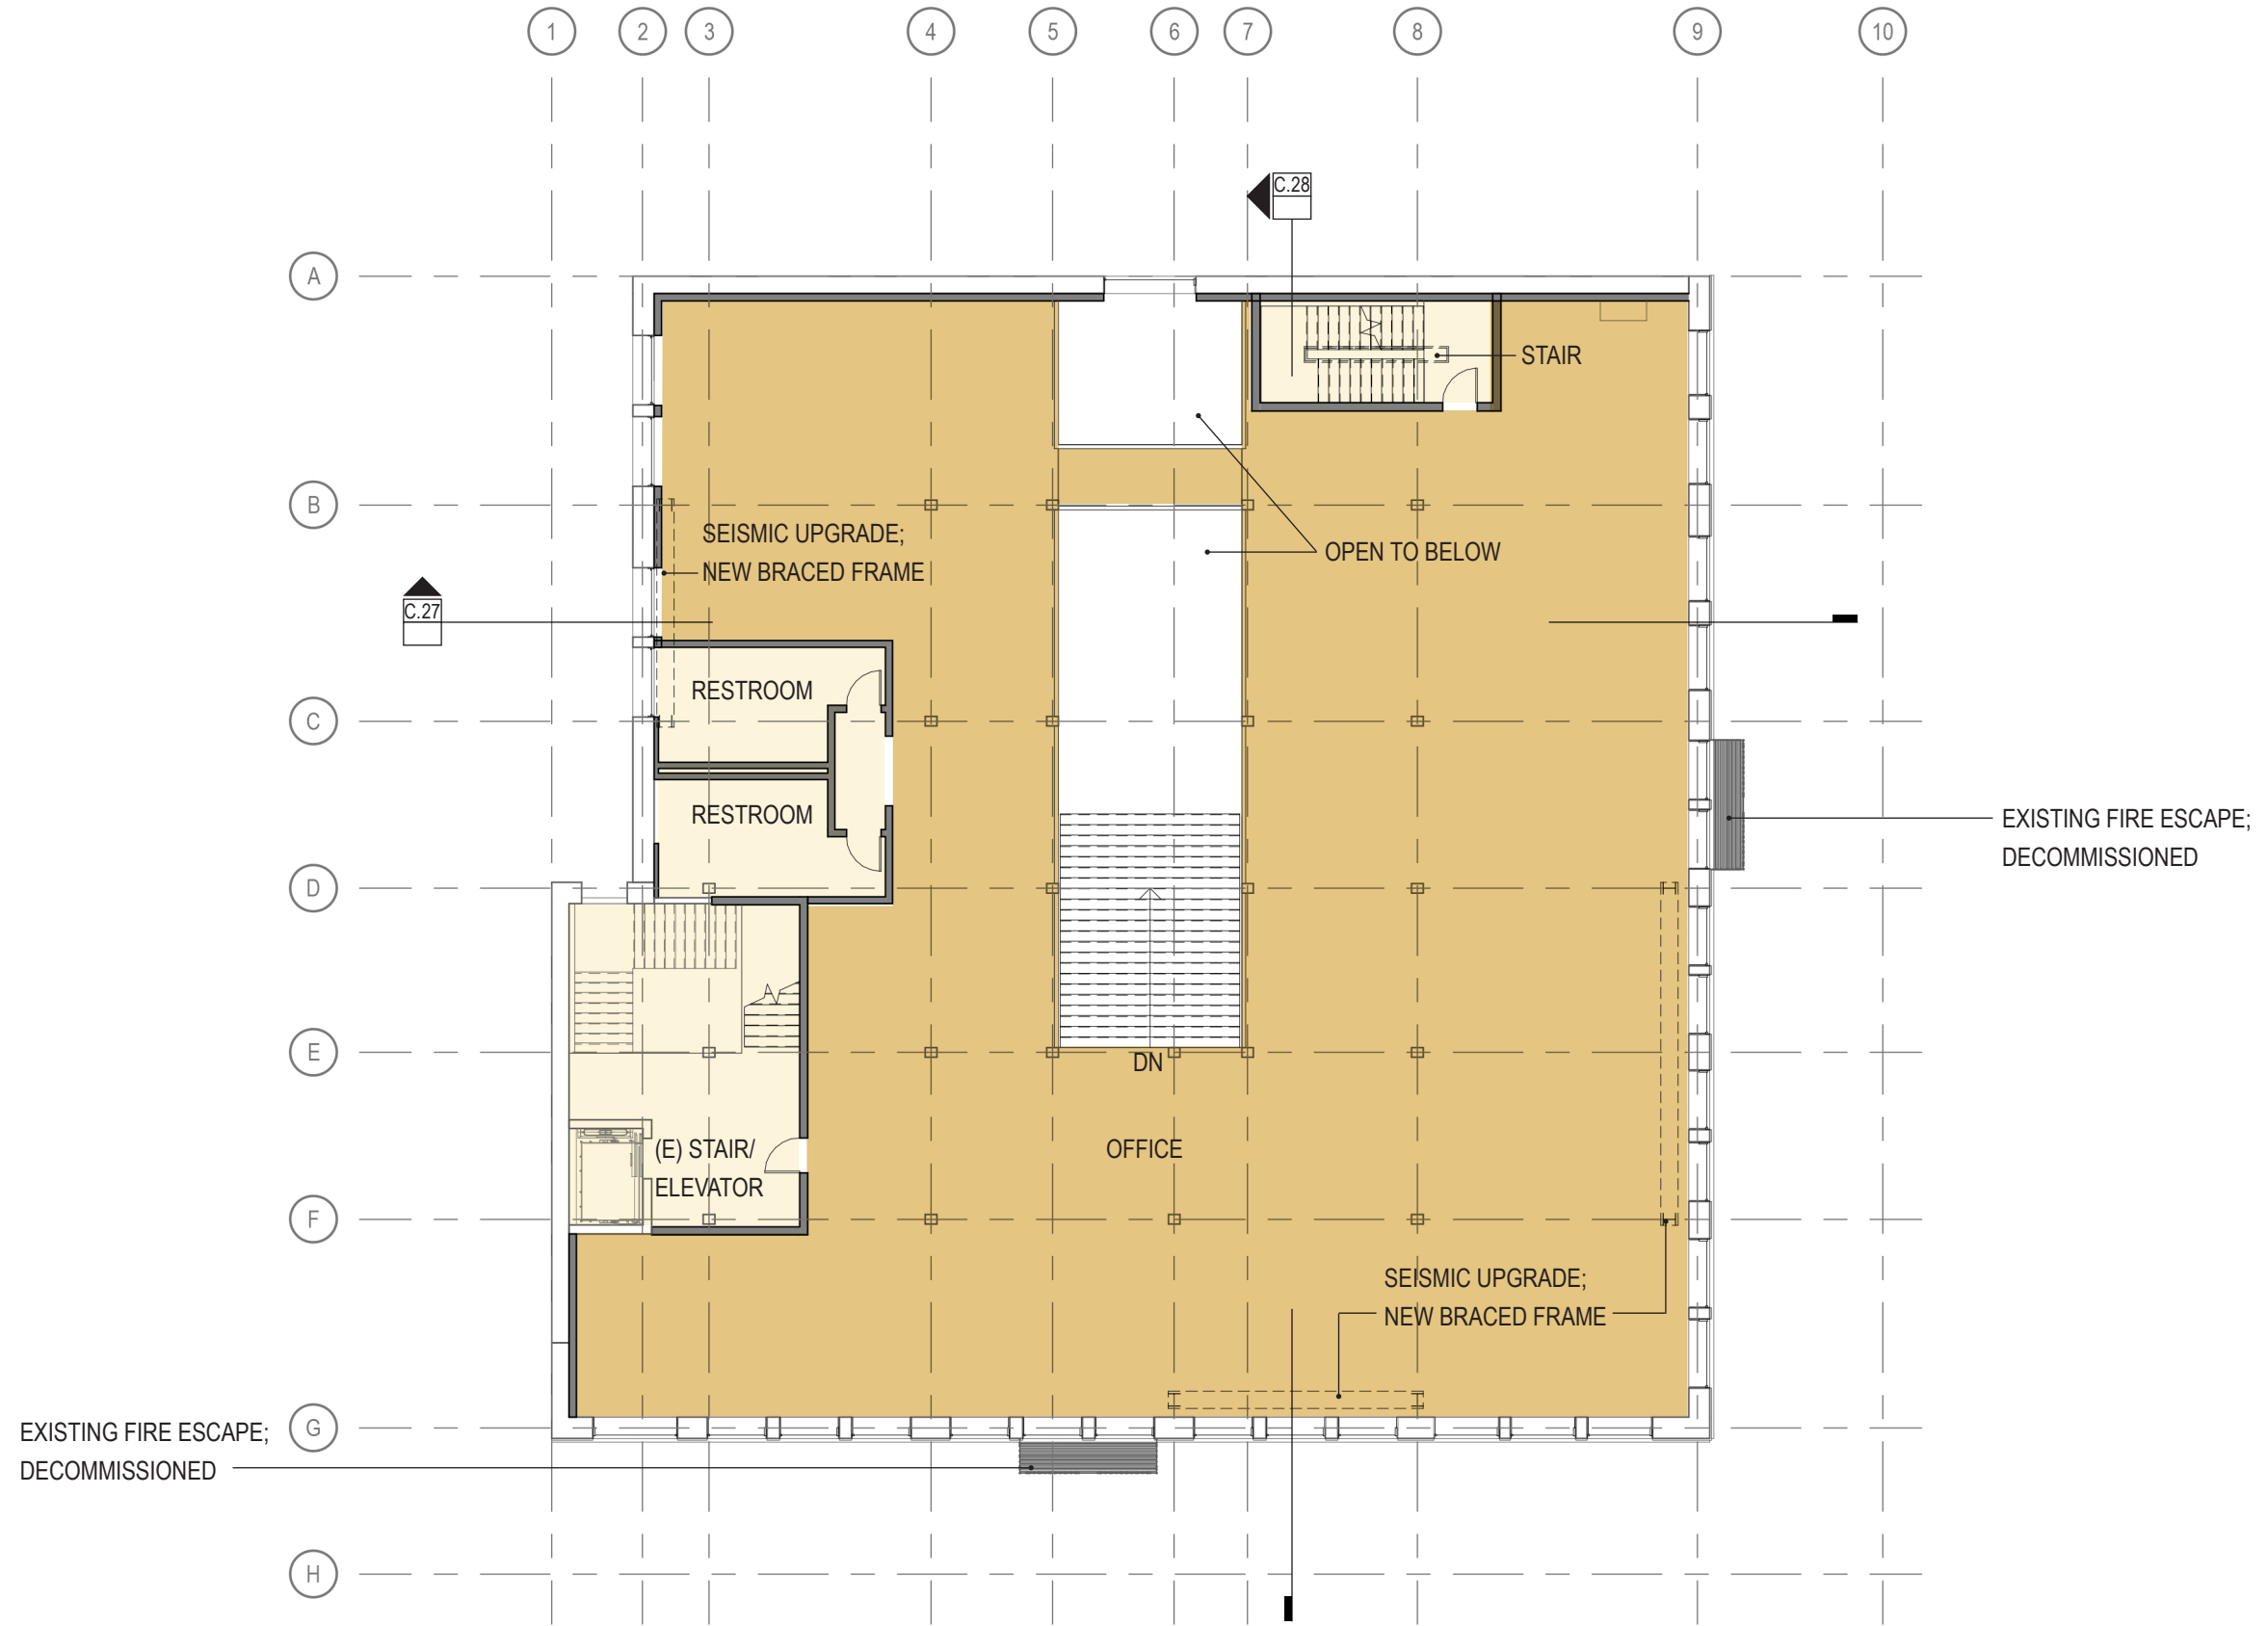 1 2 3 4 5 6 7 8 9 10
C.28
A
STAIR
B
SEISMIC UPGRADE;
NEW BRACED FRAME
OPEN TO BELOW
C.27
RESTROOM
C
RESTROOM
EXISTING FIRE ESCAPE;
DECOMMISSIONED
D
E
DN
(E) STAIR/
ELEVATOR
OFFICE
F
SEISMIC UPGRADE;
NEW BRACED FRAME
G
EXISTING FIRE ESCAPE;
DECOMMISSIONED
H